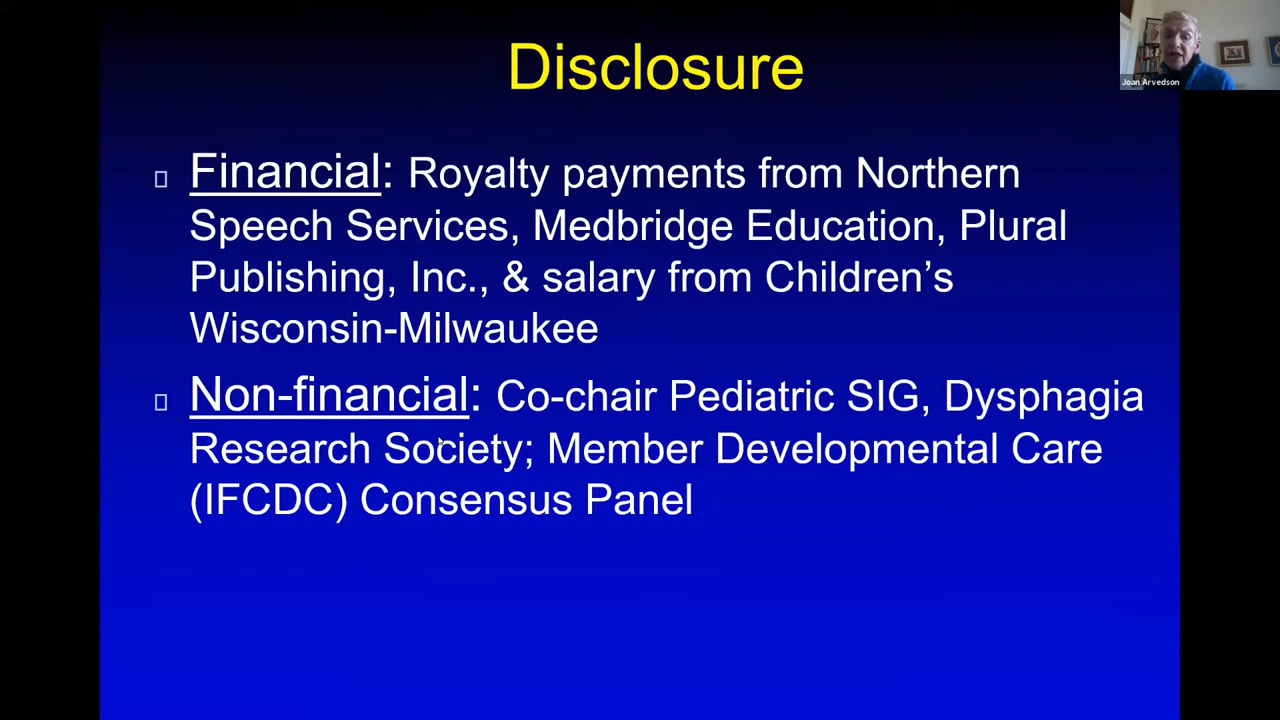 Disclosure
Joan Arvedson
Financial: Royalty payments from Northern
Speech Services, Medbridge Education, Plural
Publishing, Inc., & salary from Children’s
Wisconsin-Milwaukee
Non-financial: Co-chair Pediatric SIG, Dysphagia
Research Society; Member Developmental Care
(IFCDC) Consensus Panel